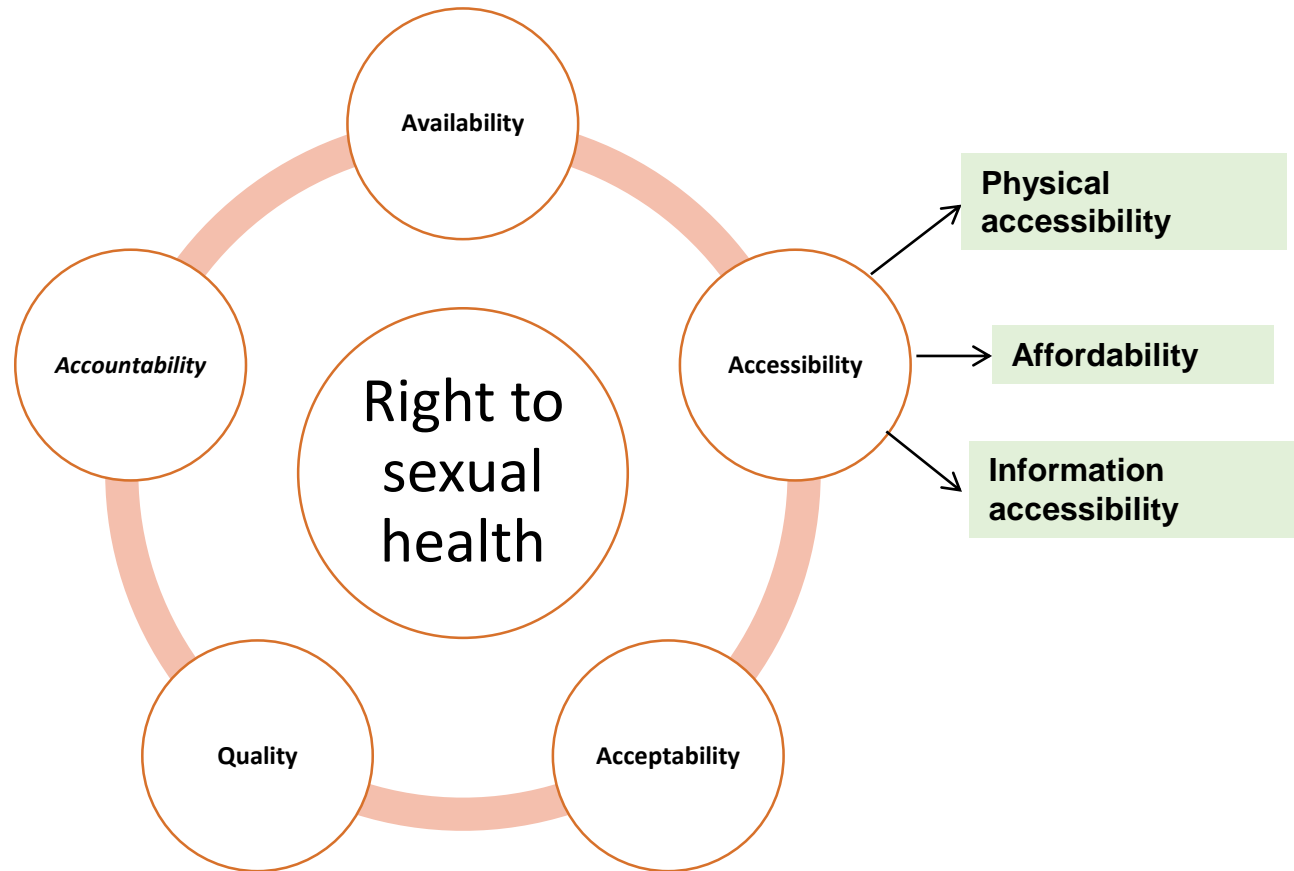 Availability
Physical
accessibility
Accountability
Accessibility
Affordability
Right to
sexual
health
Information
accessibility
Quality
Acceptability